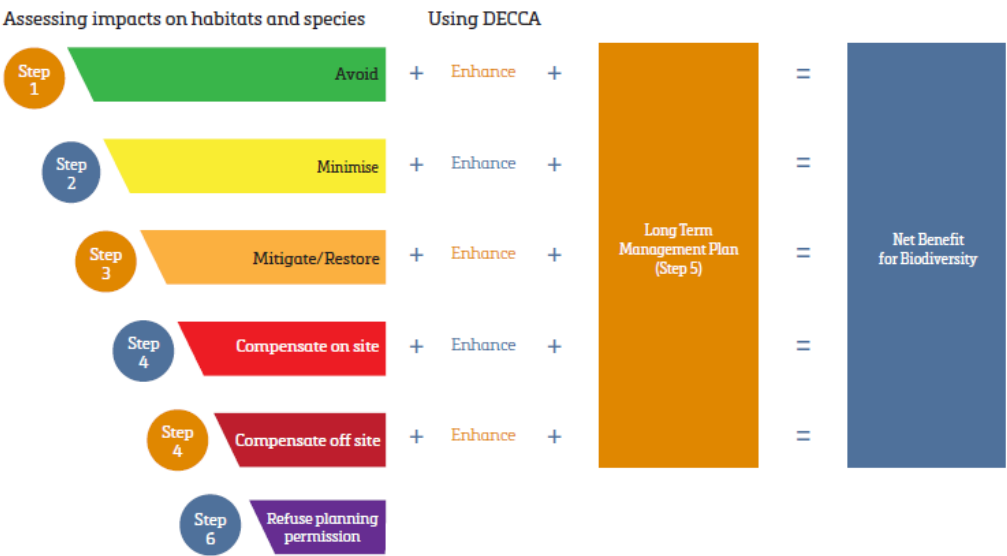 Assessing impacts on habitats and species
Using DECCA
Step
1
Avoid
+ Enhance +
=
Step
2
Minimise
+ Enhance +
=
Step
3
Mitigate/Restore
+ Enhance +
=
Step
4
Compensate on site
+ Enhance +
=
Step
4
Compensate off site
+ Enhance +
=
Step
6
Refuse planning
permission
Long Term
Management Plan
(Step 5)
Net Benefit
for Biodiversity